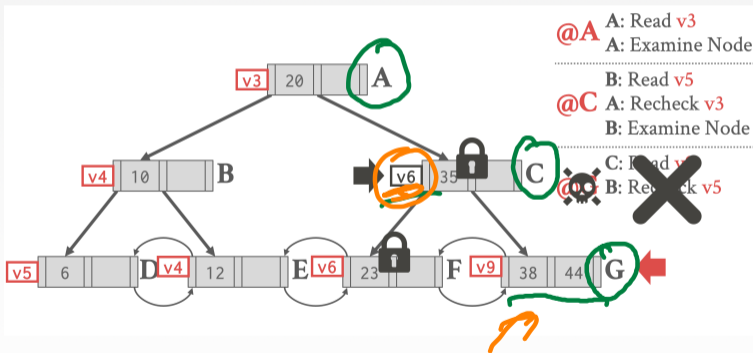 @A A: Read v3
A: Examine Node
v3 20 A
B: Read v5
@C A: Recheck v3
B: Examine Node
v4 10 B
v6 35 C
C:
B: v5
v5 6 D
v4 12 E
v6 23 F
v9 38 44 G